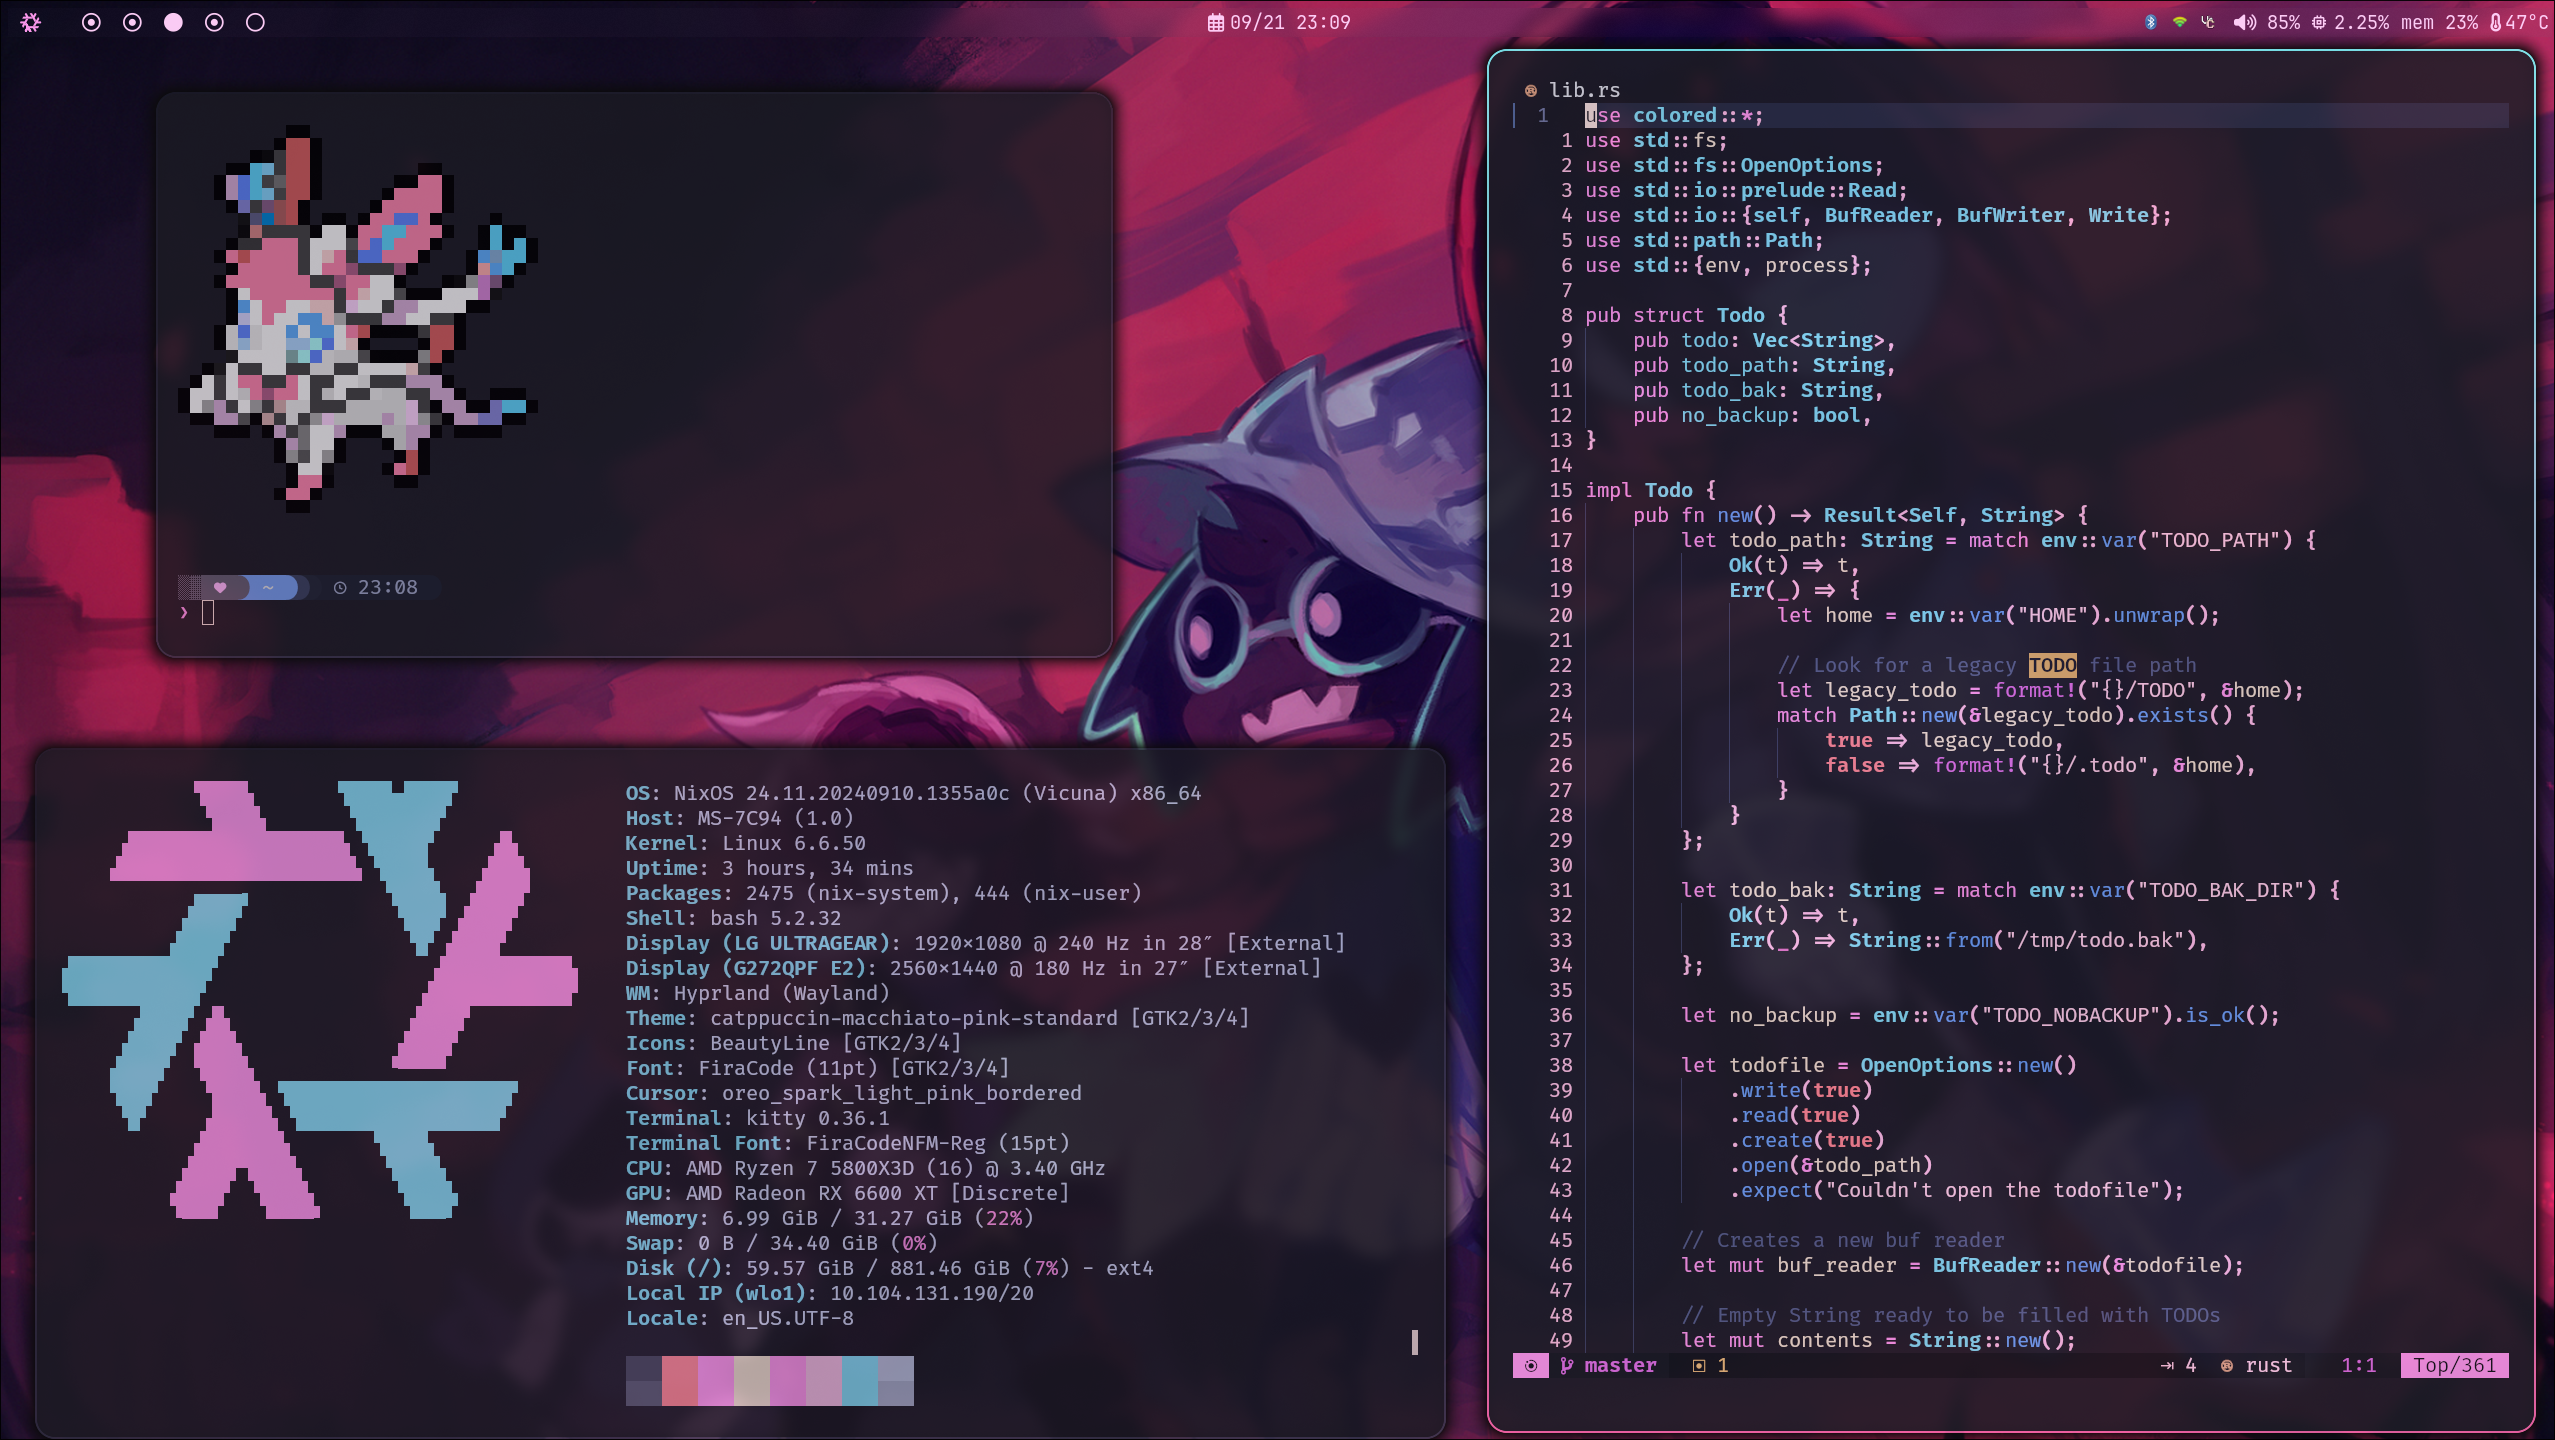 09/21 23:09
85% 2.25% mem 23% 47°C
~ 23:08
❯
OS: NixOS 24.11.20240910.1355a0c (Vicuna) x86_64
Host: MS-7C94 (1.0)
Kernel: Linux 6.6.50
Uptime: 3 hours, 34 mins
Packages: 2475 (nix-system), 444 (nix-user)
Shell: bash 5.2.32
Display (LG ULTRAGEAR): 1920×1080 @ 240 Hz in 28″ [External]
Display (G272QPF E2): 2560×1440 @ 180 Hz in 27″ [External]
WM: Hyprland (Wayland)
Theme: catppuccin-macchiato-pink-standard [GTK2/3/4]
Icons: BeautyLine [GTK2/3/4]
Font: FiraCode (11pt) [GTK2/3/4]
Cursor: oreo_spark_light_pink_bordered
Terminal: kitty 0.36.1
Terminal Font: FiraCodeNFM-Reg (15pt)
CPU: AMD Ryzen 7 5800X3D (16) @ 3.40 GHz
GPU: AMD Radeon RX 6600 XT [Discrete]
Memory: 6.99 GiB / 31.27 GiB (22%)
Swap: 0 B / 34.40 GiB (0%)
Disk (/): 59.57 GiB / 881.46 GiB (7%) - ext4
Local IP (wlo1): 10.104.131.190/20
Locale: en_US.UTF-8
lib.rs
1 use colored::*;
1 use std::fs;
2 use std::fs::OpenOptions;
3 use std::io::prelude::Read;
4 use std::io::{self, BufReader, BufWriter, Write};
5 use std::path::Path;
6 use std::{env, process};
7
8 pub struct Todo {
9     pub todo: Vec<String>,
10     pub todo_path: String,
11     pub todo_bak: String,
12     pub no_backup: bool,
13 }
14
15 impl Todo {
16     pub fn new() -> Result<Self, String> {
17         let todo_path: String = match env::var("TODO_PATH") {
18             Ok(t) => t,
19             Err(_) => {
20                 let home = env::var("HOME").unwrap();
21
22                 // Look for a legacy TODO file path
23                 let legacy_todo = format!("{}/TODO", &home);
24                 match Path::new(&legacy_todo).exists() {
25                     true => legacy_todo,
26                     false => format!("{}/.todo", &home),
27                 }
28             }
29         };
30
31         let todo_bak: String = match env::var("TODO_BAK_DIR") {
32             Ok(t) => t,
33             Err(_) => String::from("/tmp/todo.bak"),
34         };
35
36         let no_backup = env::var("TODO_NOBACKUP").is_ok();
37
38         let todofile = OpenOptions::new()
39             .write(true)
40             .read(true)
41             .create(true)
42             .open(&todo_path)
43             .expect("Couldn't open the todofile");
44
45         // Creates a new buf reader
46         let mut buf_reader = BufReader::new(&todofile);
47
48         // Empty String ready to be filled with TODOs
49         let mut contents = String::new();
master 1 4 rust 1:1 Top/361